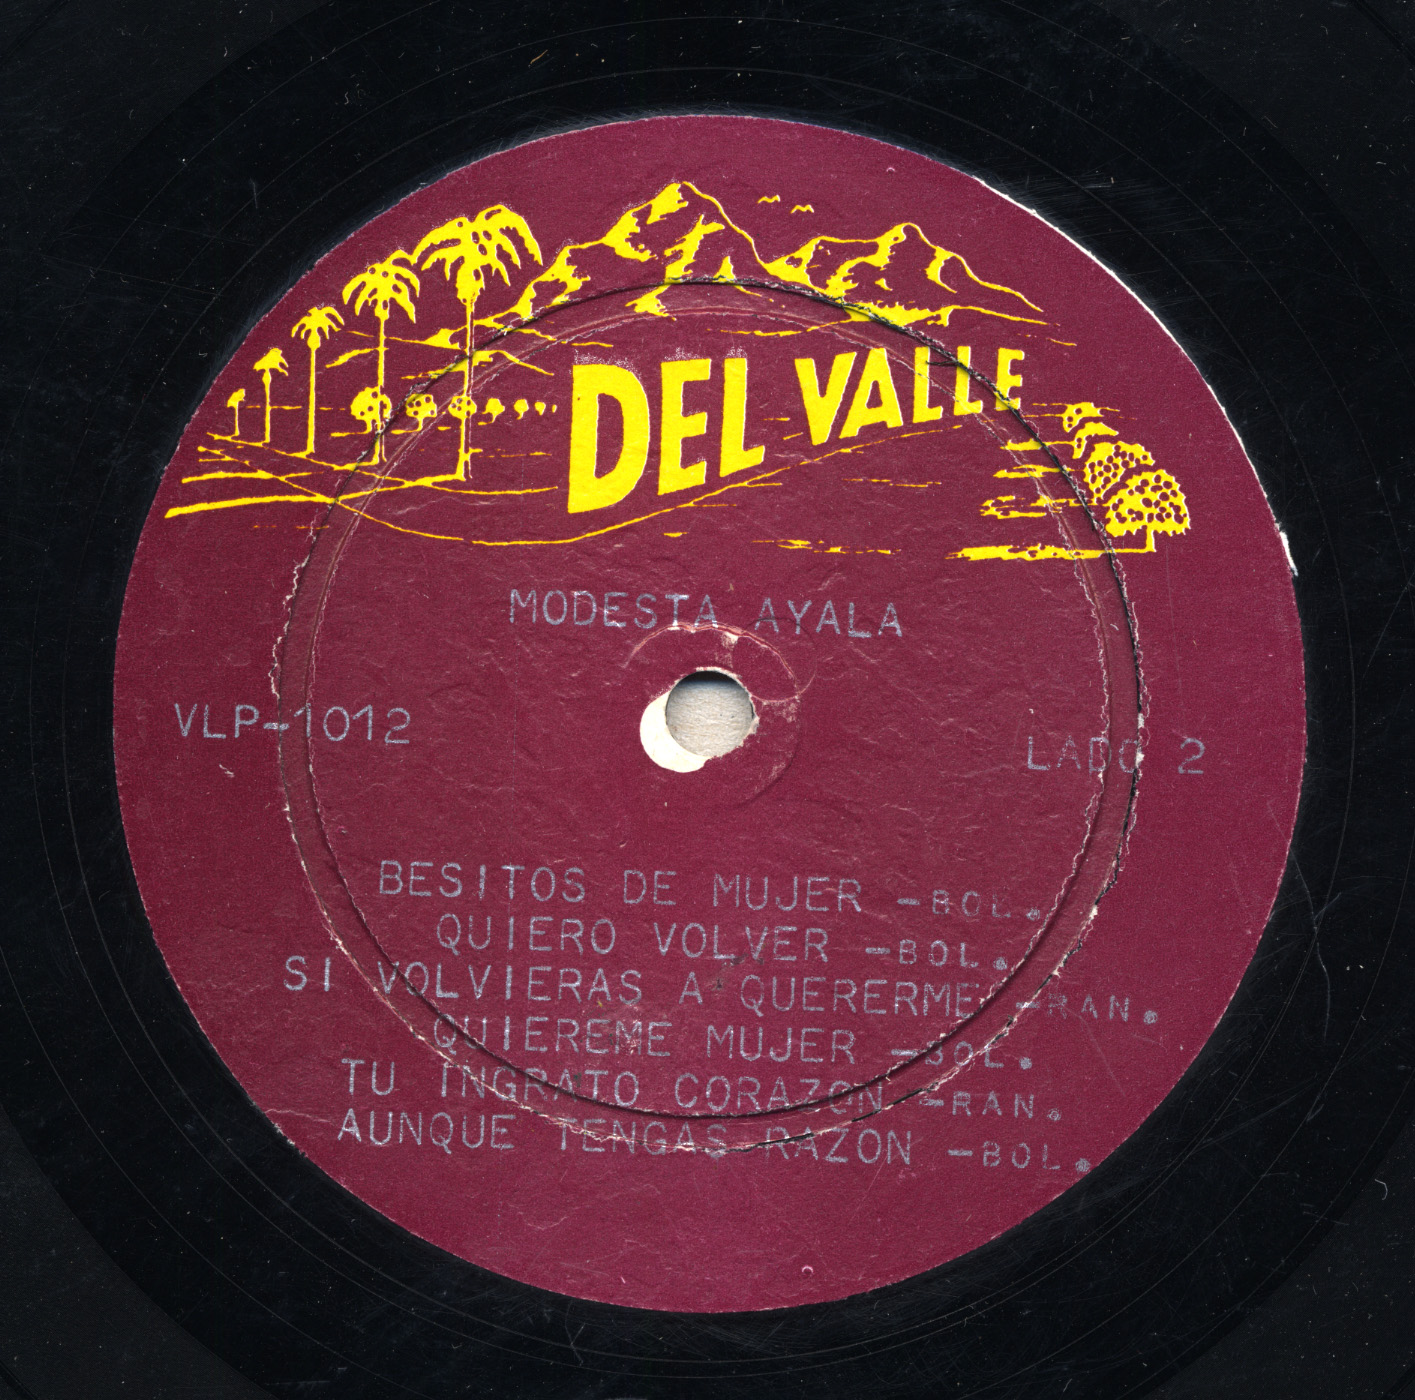 DEL VALLE
MODESTA AYALA
VLP-1012
LADO 2
BESITOS DE MUJER -BOL.
QUIERO VOLVER -BOL.
SI VOLVIERAS A QUERERME -RAN.
QUIEREME MUJER -BOL.
TU INGRATO CORAZON -RAN.
AUNQUE TENGAS RAZON -BOL.